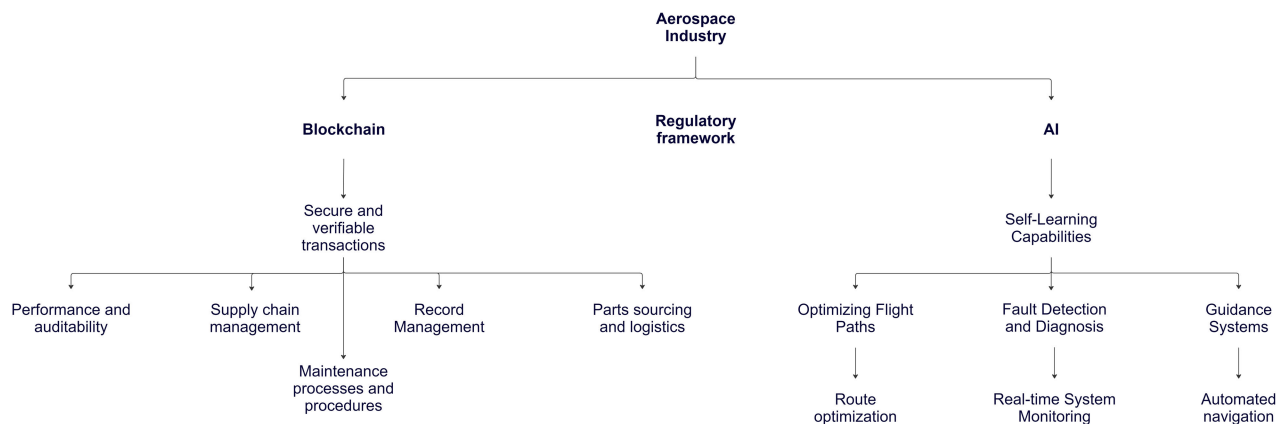 Aerospace
Industry
Blockchain
Regulatory
framework
AI
Secure and
verifiable
transactions
Self-Learning
Capabilities
Performance and
auditability
Supply chain
management
Record
Management
Parts sourcing
and logistics
Optimizing Flight
Paths
Fault Detection
and Diagnosis
Guidance
Systems
Maintenance
processes and
procedures
Route
optimization
Real-time System
Monitoring
Automated
navigation